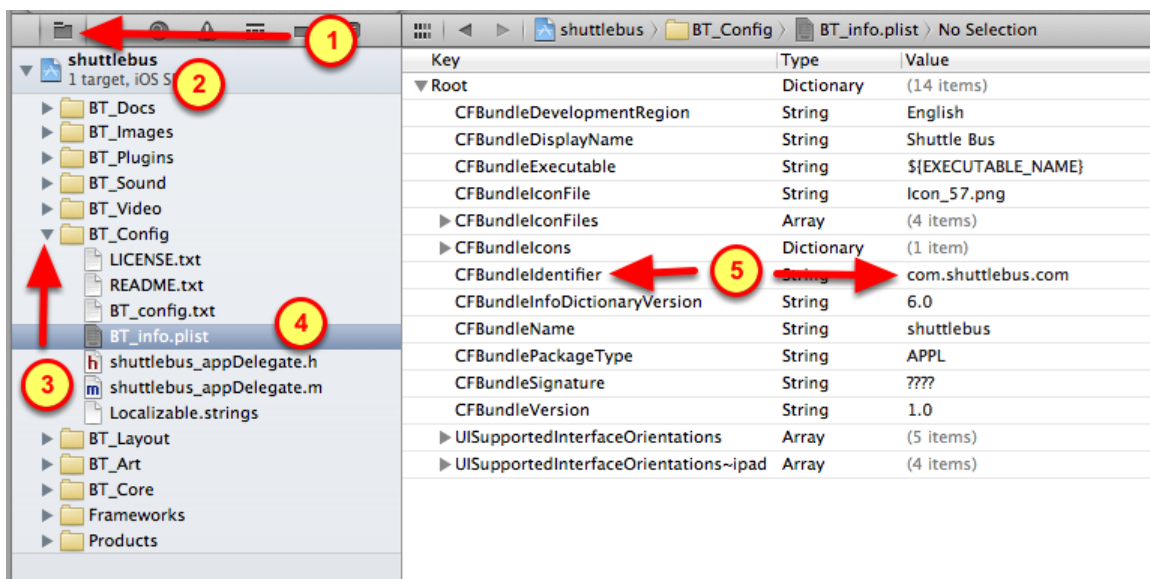 1
shuttlebus > BT_Config > BT_info.plist > No Selection
shuttlebus
1 target, iOS
2
Key Type Value
Root Dictionary (14 items)
BT_Docs
CFBundleDevelopmentRegion String English
BT_Images
CFBundleDisplayName String Shuttle Bus
BT_Plugins
CFBundleExecutable String ${EXECUTABLE_NAME}
BT_Sound
CFBundleIconFile String Icon_57.png
BT_Video
CFBundleIconFiles Array (4 items)
BT_Config
CFBundleIcons Dictionary (1 item)
LICENSE.txt
CFBundleIdentifier 5 String com.shuttlebus.com
README.txt
CFBundleInfoDictionaryVersion String 6.0
BT_config.txt
CFBundleName String shuttlebus
BT_info.plist
4
CFBundlePackageType String APPL
shuttlebus_appDelegate.h
3
CFBundleSignature String ????
shuttlebus_appDelegate.m
CFBundleVersion String 1.0
Localizable.strings
UISupportedInterfaceOrientations Array (5 items)
BT_Layout
UISupportedInterfaceOrientations~ipad Array (4 items)
BT_Art
BT_Core
Frameworks
Products